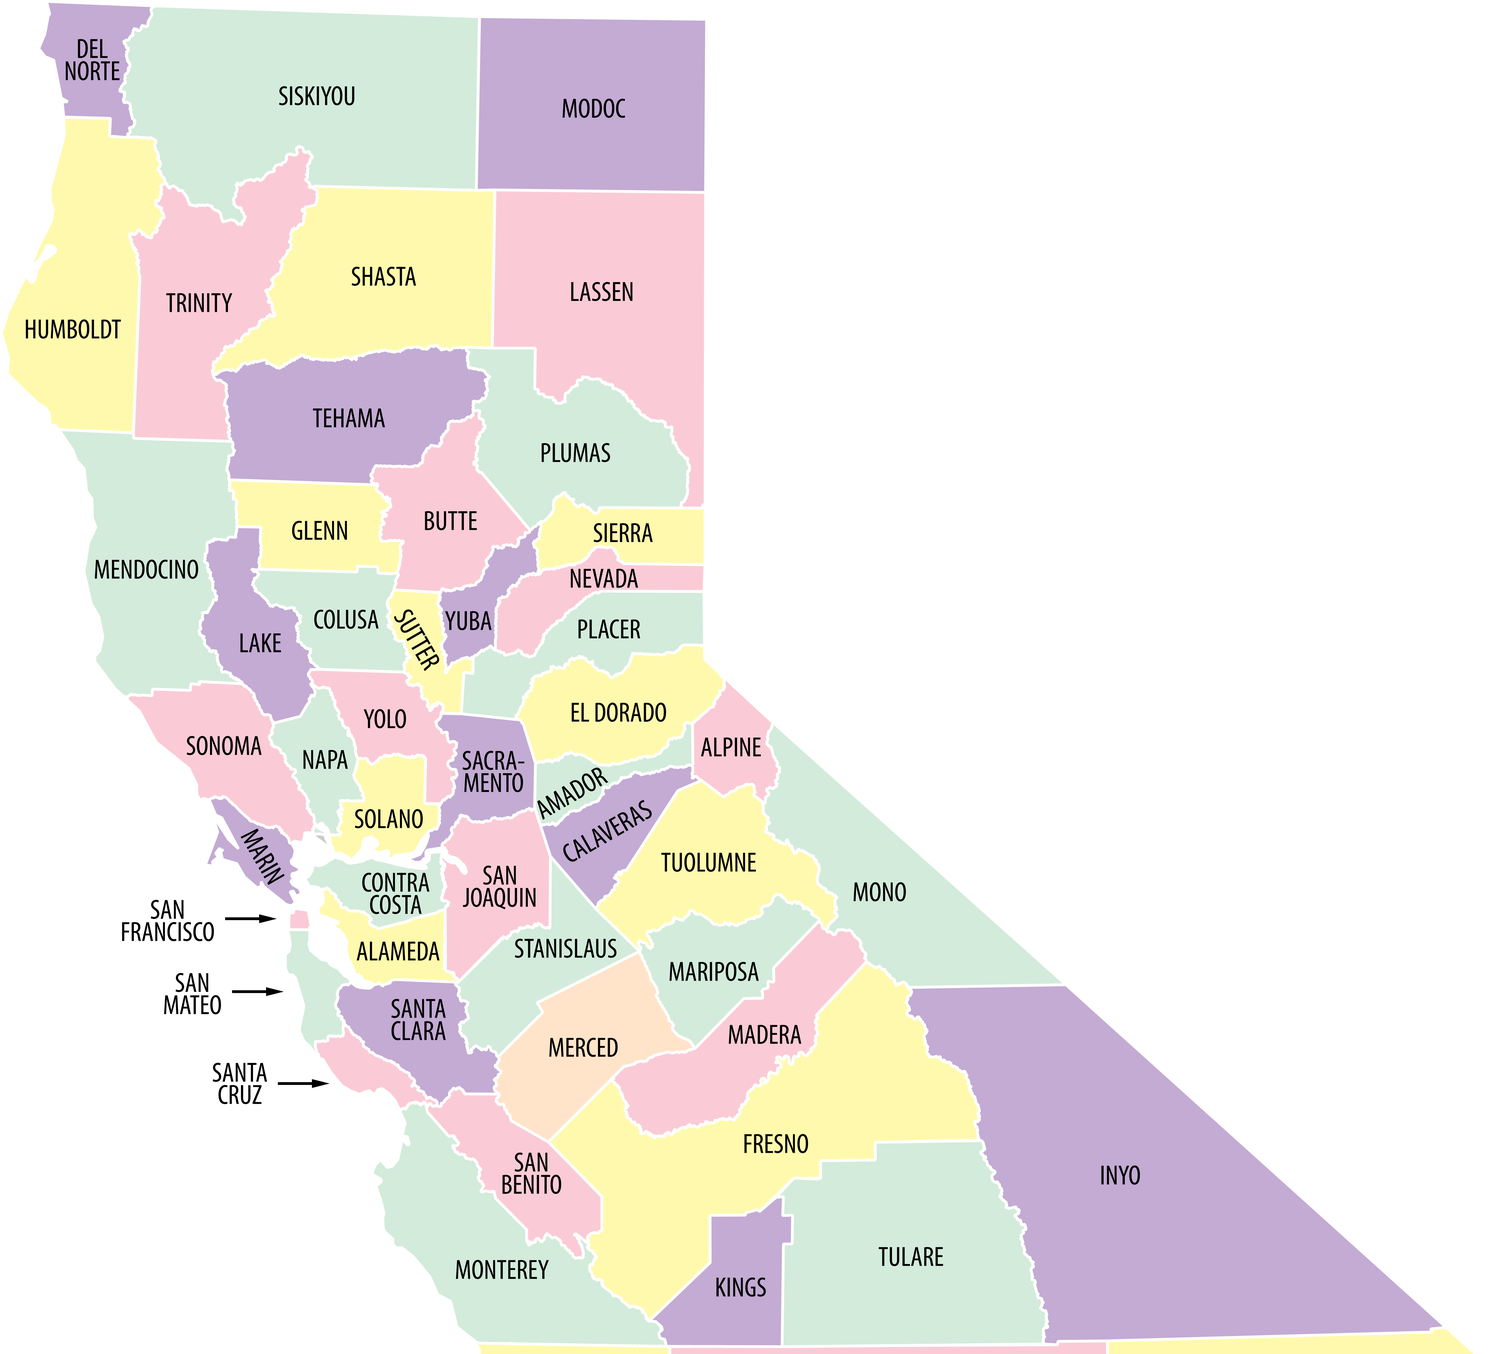 DEL
NORTE
SISKIYOU
MODOC
SHASTA
LASSEN
TRINITY
HUMBOLDT
TEHAMA
PLUMAS
BUTTE
GLENN
SIERRA
MENDOCINO
NEVADA
COLUSA
SUTTER
YUBA
PLACER
LAKE
EL DORADO
YOLO
SONOMA
NAPA
ALPINE
SACRA-
MENTO
AMADOR
SOLANO
CALAVERAS
MARIN
TUOLUMNE
CONTRA
COSTA
SAN
JOAQUIN
MONO
SAN
FRANCISCO
ALAMEDA
STANISLAUS
MARIPOSA
SAN
MATEO
SANTA
CLARA
MADERA
MERCED
SANTA
CRUZ
FRESNO
SAN
BENITO
INYO
TULARE
MONTEREY
KINGS